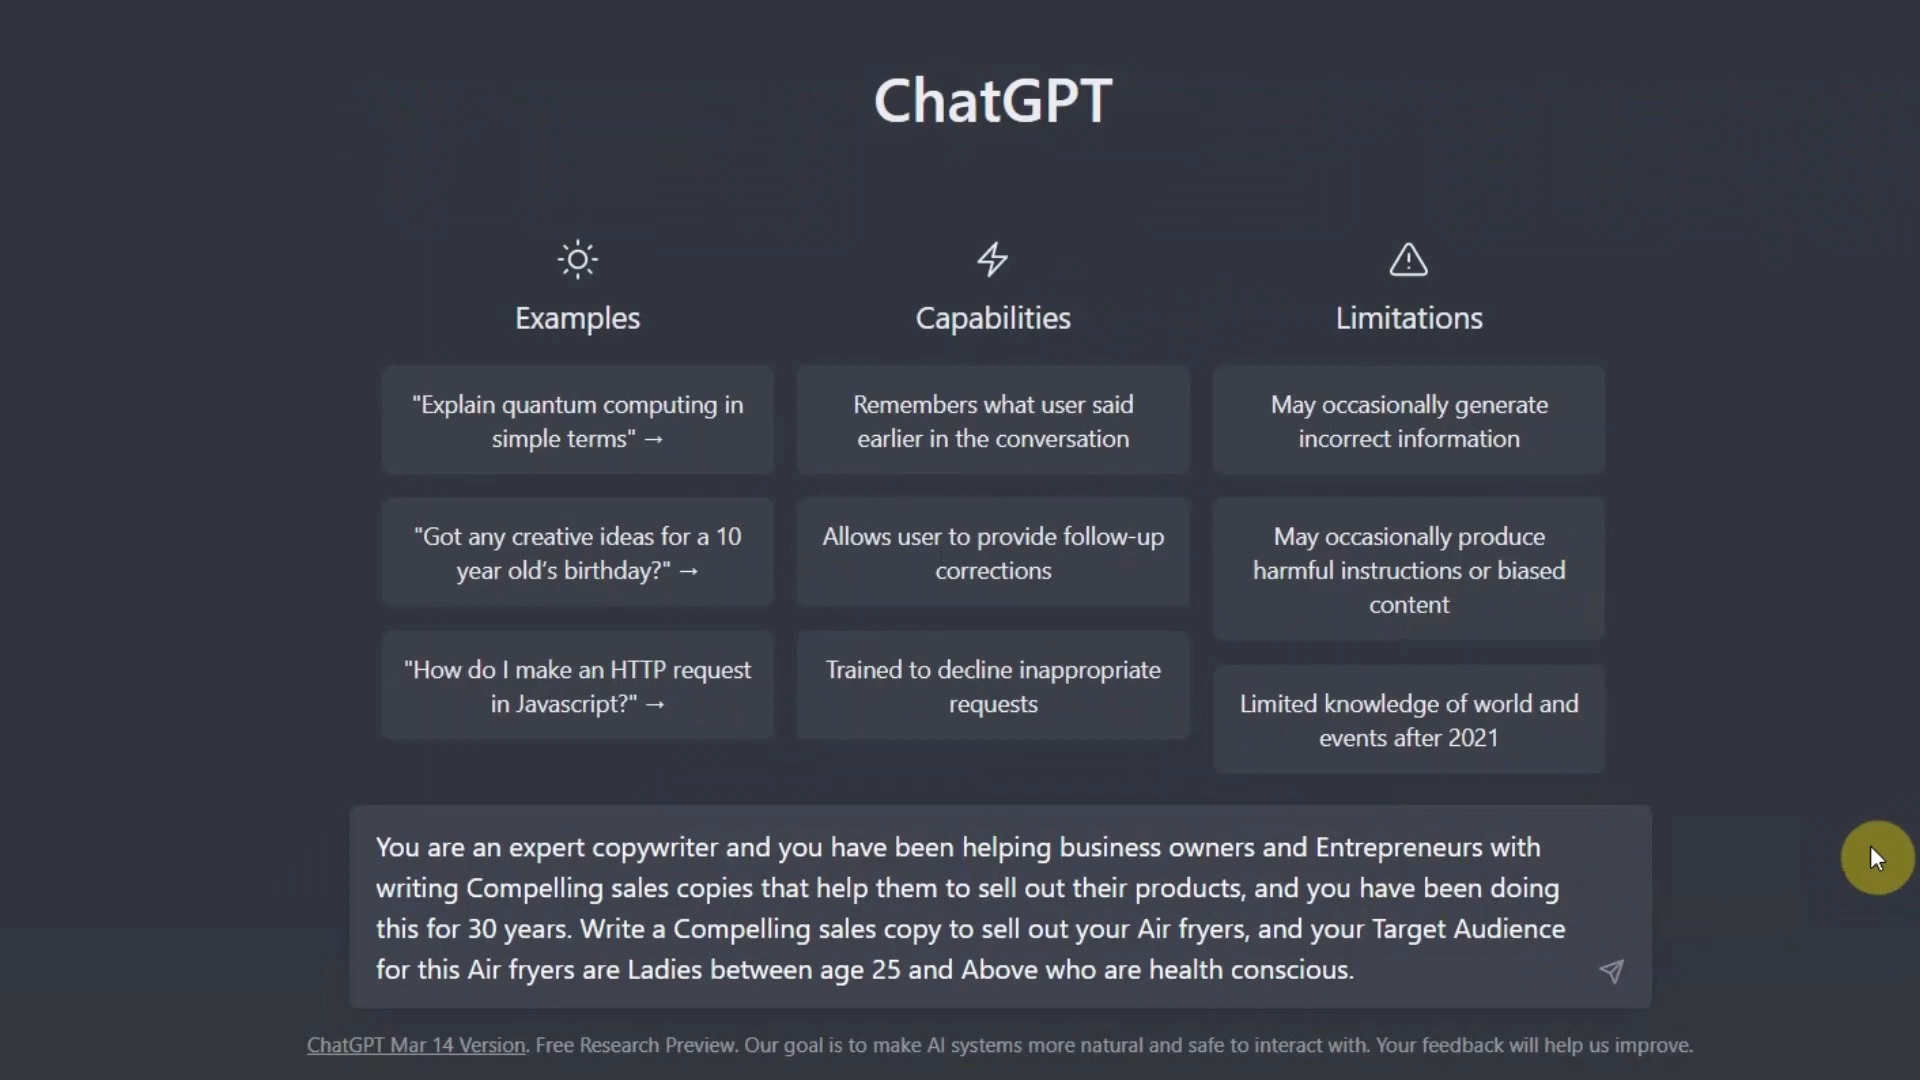 ChatGPT
Examples
Capabilities
Limitations
"Explain quantum computing in
simple terms" →
Remembers what user said
earlier in the conversation
May occasionally generate
incorrect information
"Got any creative ideas for a 10
year old’s birthday?" →
Allows user to provide follow-up
corrections
May occasionally produce
harmful instructions or biased
content
"How do I make an HTTP request
in Javascript?" →
Trained to decline inappropriate
requests
Limited knowledge of world and
events after 2021
You are an expert copywriter and you have been helping business owners and Entrepreneurs with
writing Compelling sales copies that help them to sell out their products, and you have been doing
this for 30 years. Write a Compelling sales copy to sell out your Air fryers, and your Target Audience
for this Air fryers are Ladies between age 25 and Above who are health conscious.
ChatGPT Mar 14 Version. Free Research Preview. Our goal is to make AI systems more natural and safe to interact with. Your feedback will help us improve.